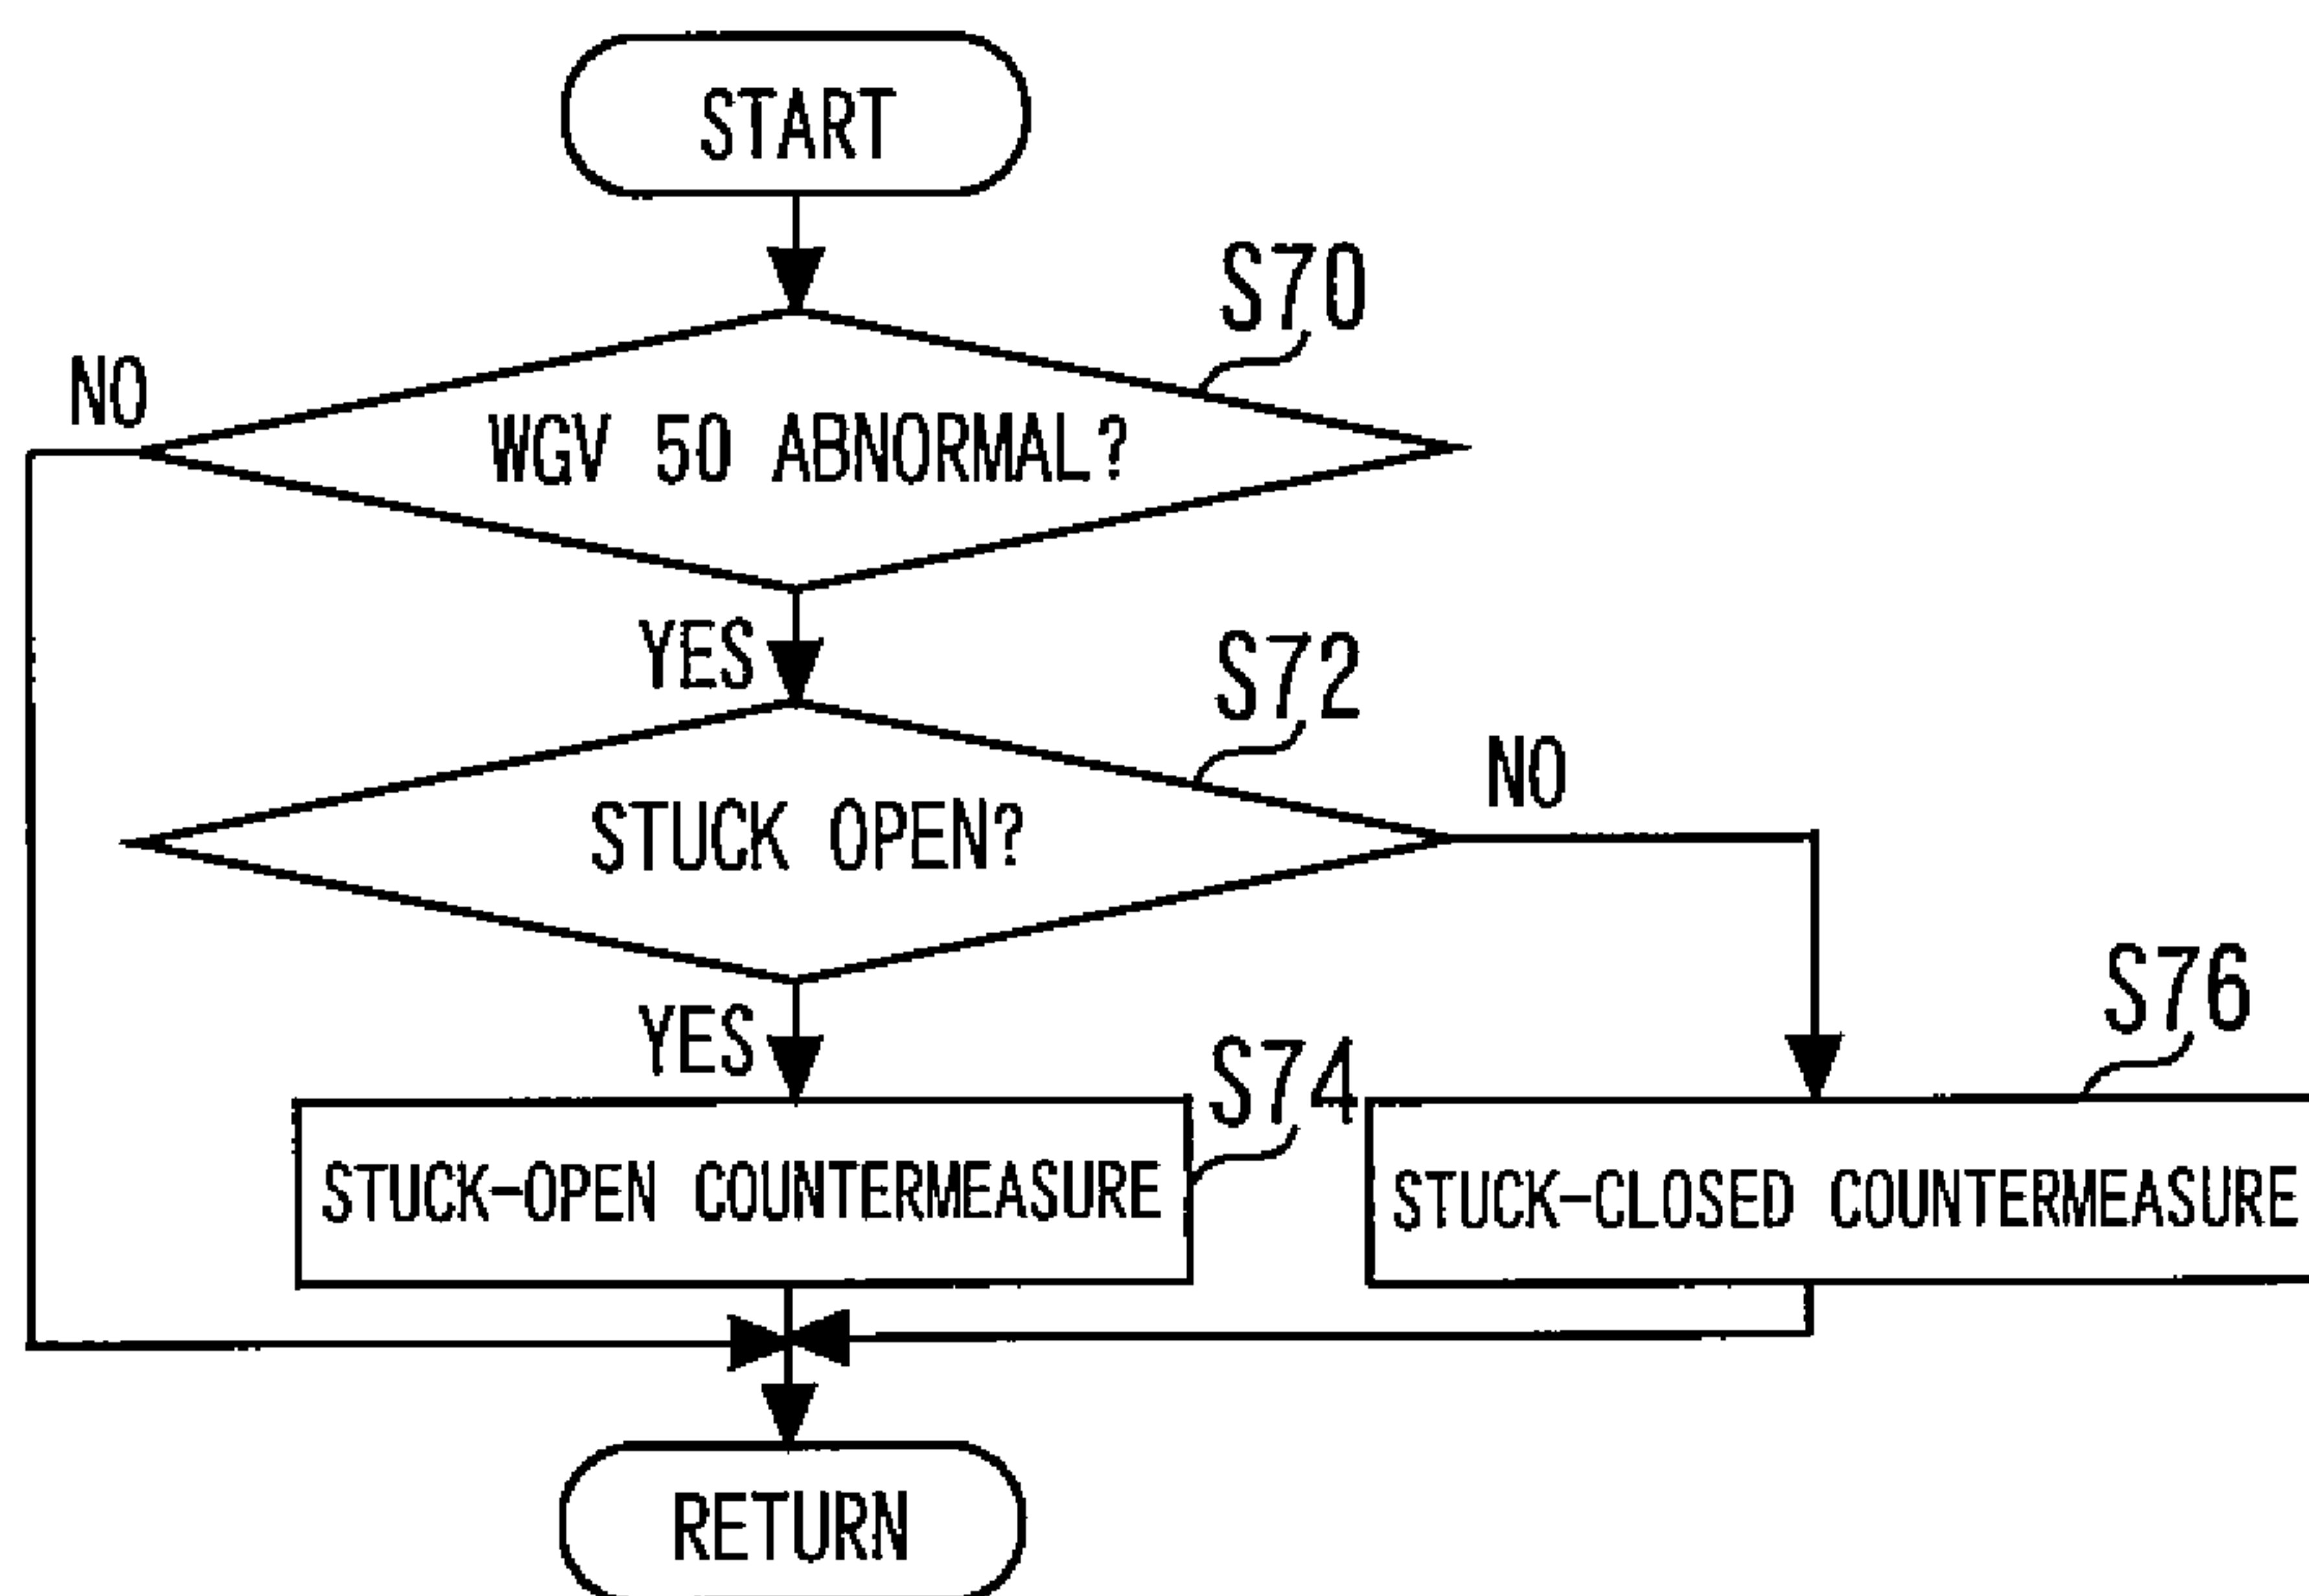 START
S70
NO
WGV 50 ABNORMAL?
YES
S72
NO
STUCK OPEN?
YES
S74
S76
STUCK-OPEN COUNTERMEASURE
STUCK-CLOSED COUNTERMEASURE
RETURN